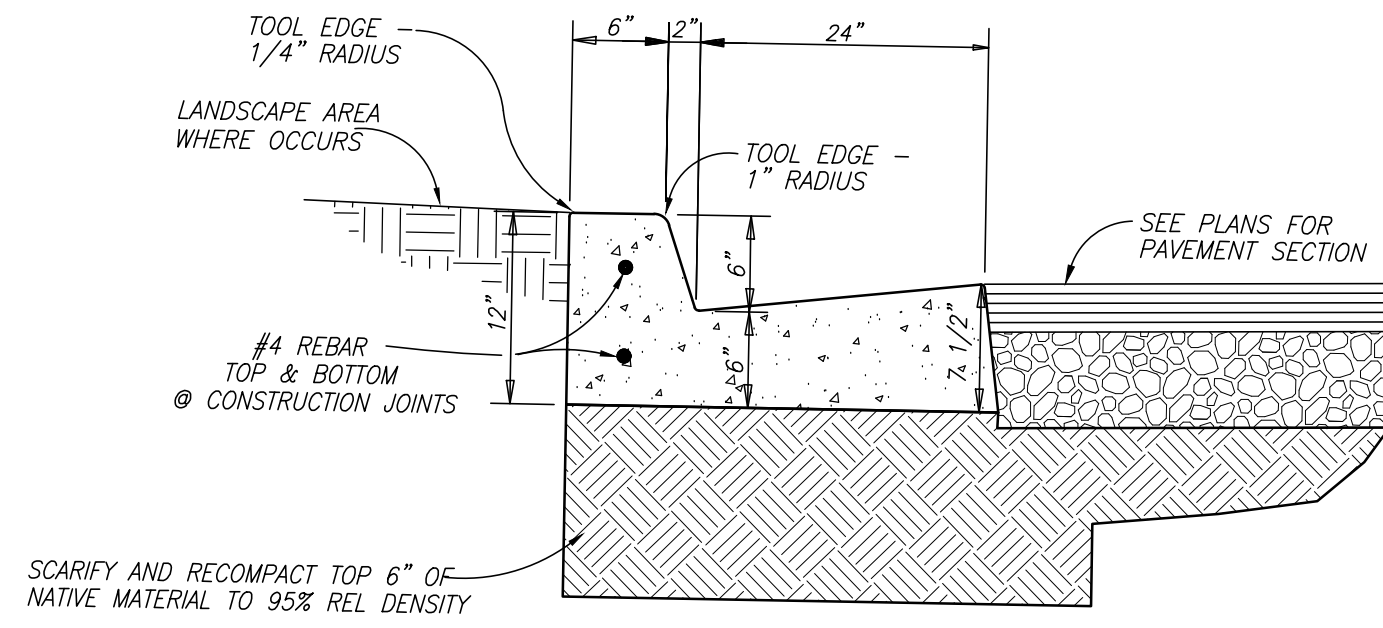 TOOL EDGE –
1/4" RADIUS
6"
2"
24"
LANDSCAPE AREA
WHERE OCCURS
TOOL EDGE –
1" RADIUS
SEE PLANS FOR
PAVEMENT SECTION
12"
6"
6"
7 1/2"
#4 REBAR
TOP & BOTTOM
@ CONSTRUCTION JOINTS
SCARIFY AND RECOMPACT TOP 6" OF
NATIVE MATERIAL TO 95% REL DENSITY